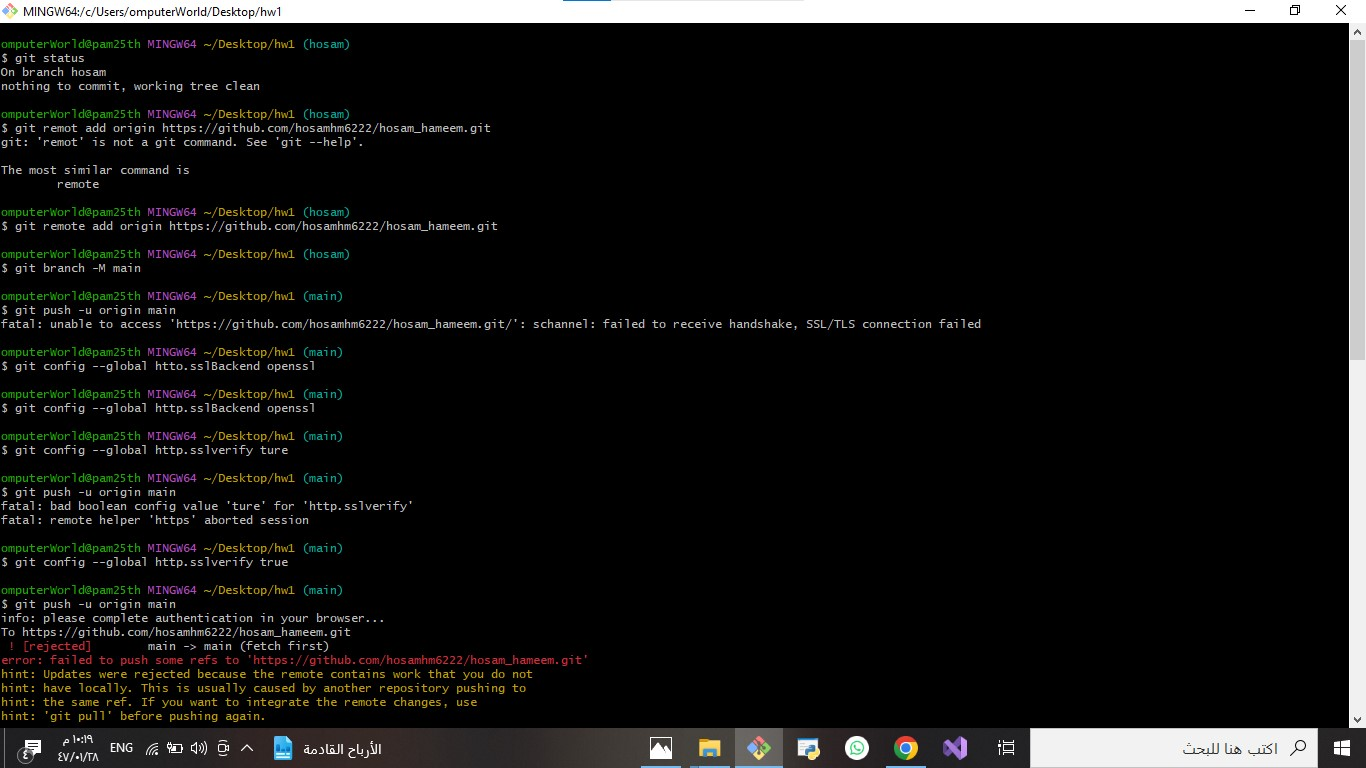 MINGW64:/c/Users/omputerWorld/Desktop/hw1
omputerWorld@pam25th MINGW64 ~/Desktop/hw1 (hosam)
$ git status
On branch hosam
nothing to commit, working tree clean
omputerWorld@pam25th MINGW64 ~/Desktop/hw1 (hosam)
$ git remot add origin https://github.com/hosamhm6222/hosam_hameem.git
git: 'remot' is not a git command. See 'git --help'.
The most similar command is
remote
omputerWorld@pam25th MINGW64 ~/Desktop/hw1 (hosam)
$ git remote add origin https://github.com/hosamhm6222/hosam_hameem.git
omputerWorld@pam25th MINGW64 ~/Desktop/hw1 (hosam)
$ git branch -M main
omputerWorld@pam25th MINGW64 ~/Desktop/hw1 (main)
$ git push -u origin main
fatal: unable to access 'https://github.com/hosamhm6222/hosam_hameem.git/': schannel: failed to receive handshake, SSL/TLS connection failed
omputerWorld@pam25th MINGW64 ~/Desktop/hw1 (main)
$ git config --global htto.sslBackend openssl
omputerWorld@pam25th MINGW64 ~/Desktop/hw1 (main)
$ git config --global http.sslBackend openssl
omputerWorld@pam25th MINGW64 ~/Desktop/hw1 (main)
$ git config --global http.sslverify ture
omputerWorld@pam25th MINGW64 ~/Desktop/hw1 (main)
$ git push -u origin main
fatal: bad boolean config value 'ture' for 'http.sslverify'
fatal: remote helper 'https' aborted session
omputerWorld@pam25th MINGW64 ~/Desktop/hw1 (main)
$ git config --global http.sslverify true
omputerWorld@pam25th MINGW64 ~/Desktop/hw1 (main)
$ git push -u origin main
info: please complete authentication in your browser...
To https://github.com/hosamhm6222/hosam_hameem.git
! [rejected] main -> main (fetch first)
error: failed to push some refs to 'https://github.com/hosamhm6222/hosam_hameem.git'
hint: Updates were rejected because the remote contains work that you do not
hint: have locally. This is usually caused by another repository pushing to
hint: the same ref. If you want to integrate the remote changes, use
hint: 'git pull' before pushing again.
٤
١٠:١٩ م
٤٧/٠١/٢٨
ENG
الأرباح القادمة
اكتب هنا للبحث